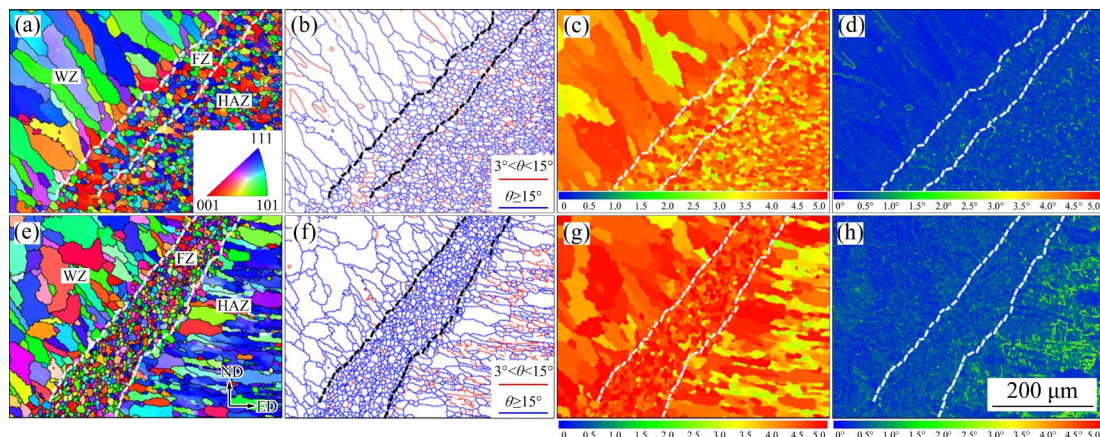 (a)
FZ
WZ
HAZ
111
001
101
(b)
3°<θ<15°
θ≥15°
(c)
0 0.5 1.0 1.5 2.0 2.5 3.0 3.5 4.0 4.5 5.0
(d)
0 0.5° 1.0° 1.5° 2.0° 2.5° 3.0° 3.5° 4.0° 4.5° 5.0
(e)
FZ
WZ
HAZ
ND
ED
(f)
3°<θ<15°
θ≥15°
(g)
0 0.5 1.0 1.5 2.0 2.5 3.0 3.5 4.0 4.5 5.0
(h)
200 μm
0 0.5° 1.0° 1.5° 2.0° 2.5° 3.0° 3.5° 4.0° 4.5° 5.0